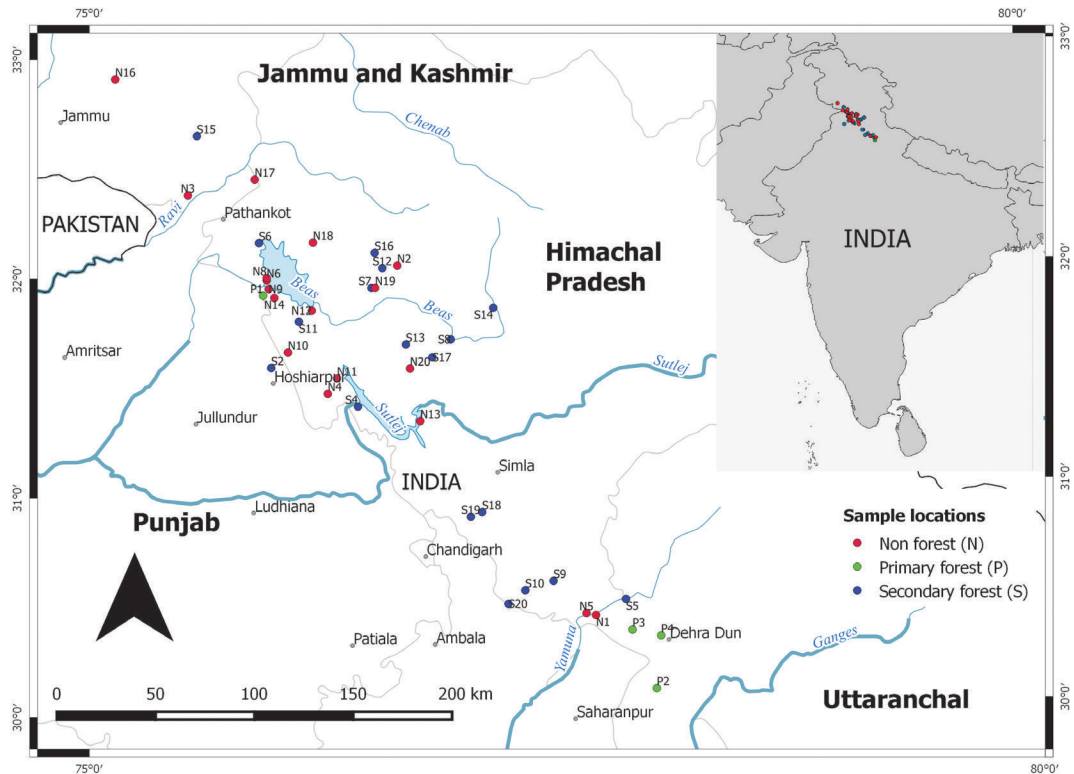 75°0'
80°0'
33°0'
33°0'
Jammu and Kashmir
N16
Jammu
Chenab
S15
N17
N3
Ravi
Pathankot
PAKISTAN
S6
N18
S16
S12
N2
Himachal
Pradesh
INDIA
32°0'
32°0'
N8
N6
P1
N9
N14
Beas
S7
N19
Beas
N12
S11
S14
S8
S13
S17
N20
Amritsar
N10
S2
Hoshiarpur
N11
N4
S4
Sutlej
Sutlej
N13
Jullundur
Simla
INDIA
31°0'
31°0'
Ludhiana
Punjab
S19
S18
Chandigarh
Sample locations
Non forest (N)
Primary forest (P)
Secondary forest (S)
S9
S10
S20
N5
N1
S5
P3
P4
Dehra Dun
Yamuna
Ganges
Patiala
Ambala
P2
Uttaranchal
Saharanpur
0
50
100
150
200 km
30°0'
30°0'
75°0'
80°0'